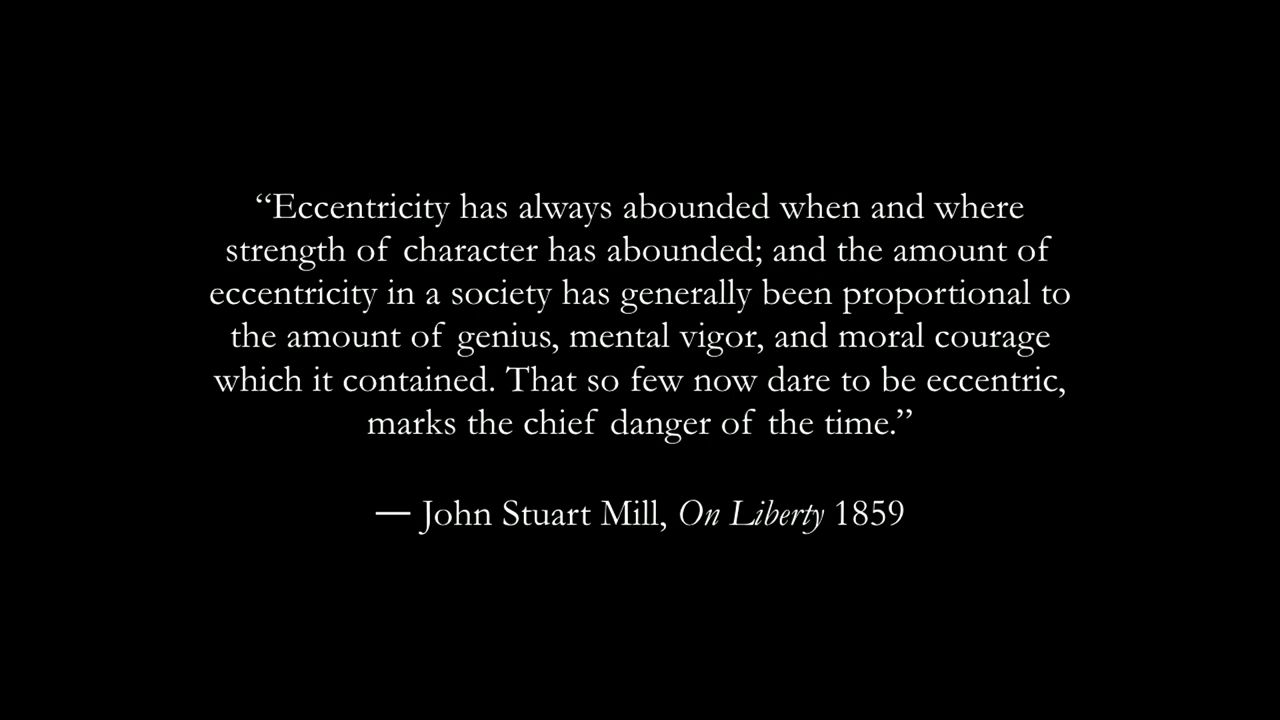 “Eccentricity has always abounded when and where
strength of character has abounded; and the amount of
eccentricity in a society has generally been proportional to
the amount of genius, mental vigor, and moral courage
which it contained. That so few now dare to be eccentric,
marks the chief danger of the time.”
— John Stuart Mill, On Liberty 1859